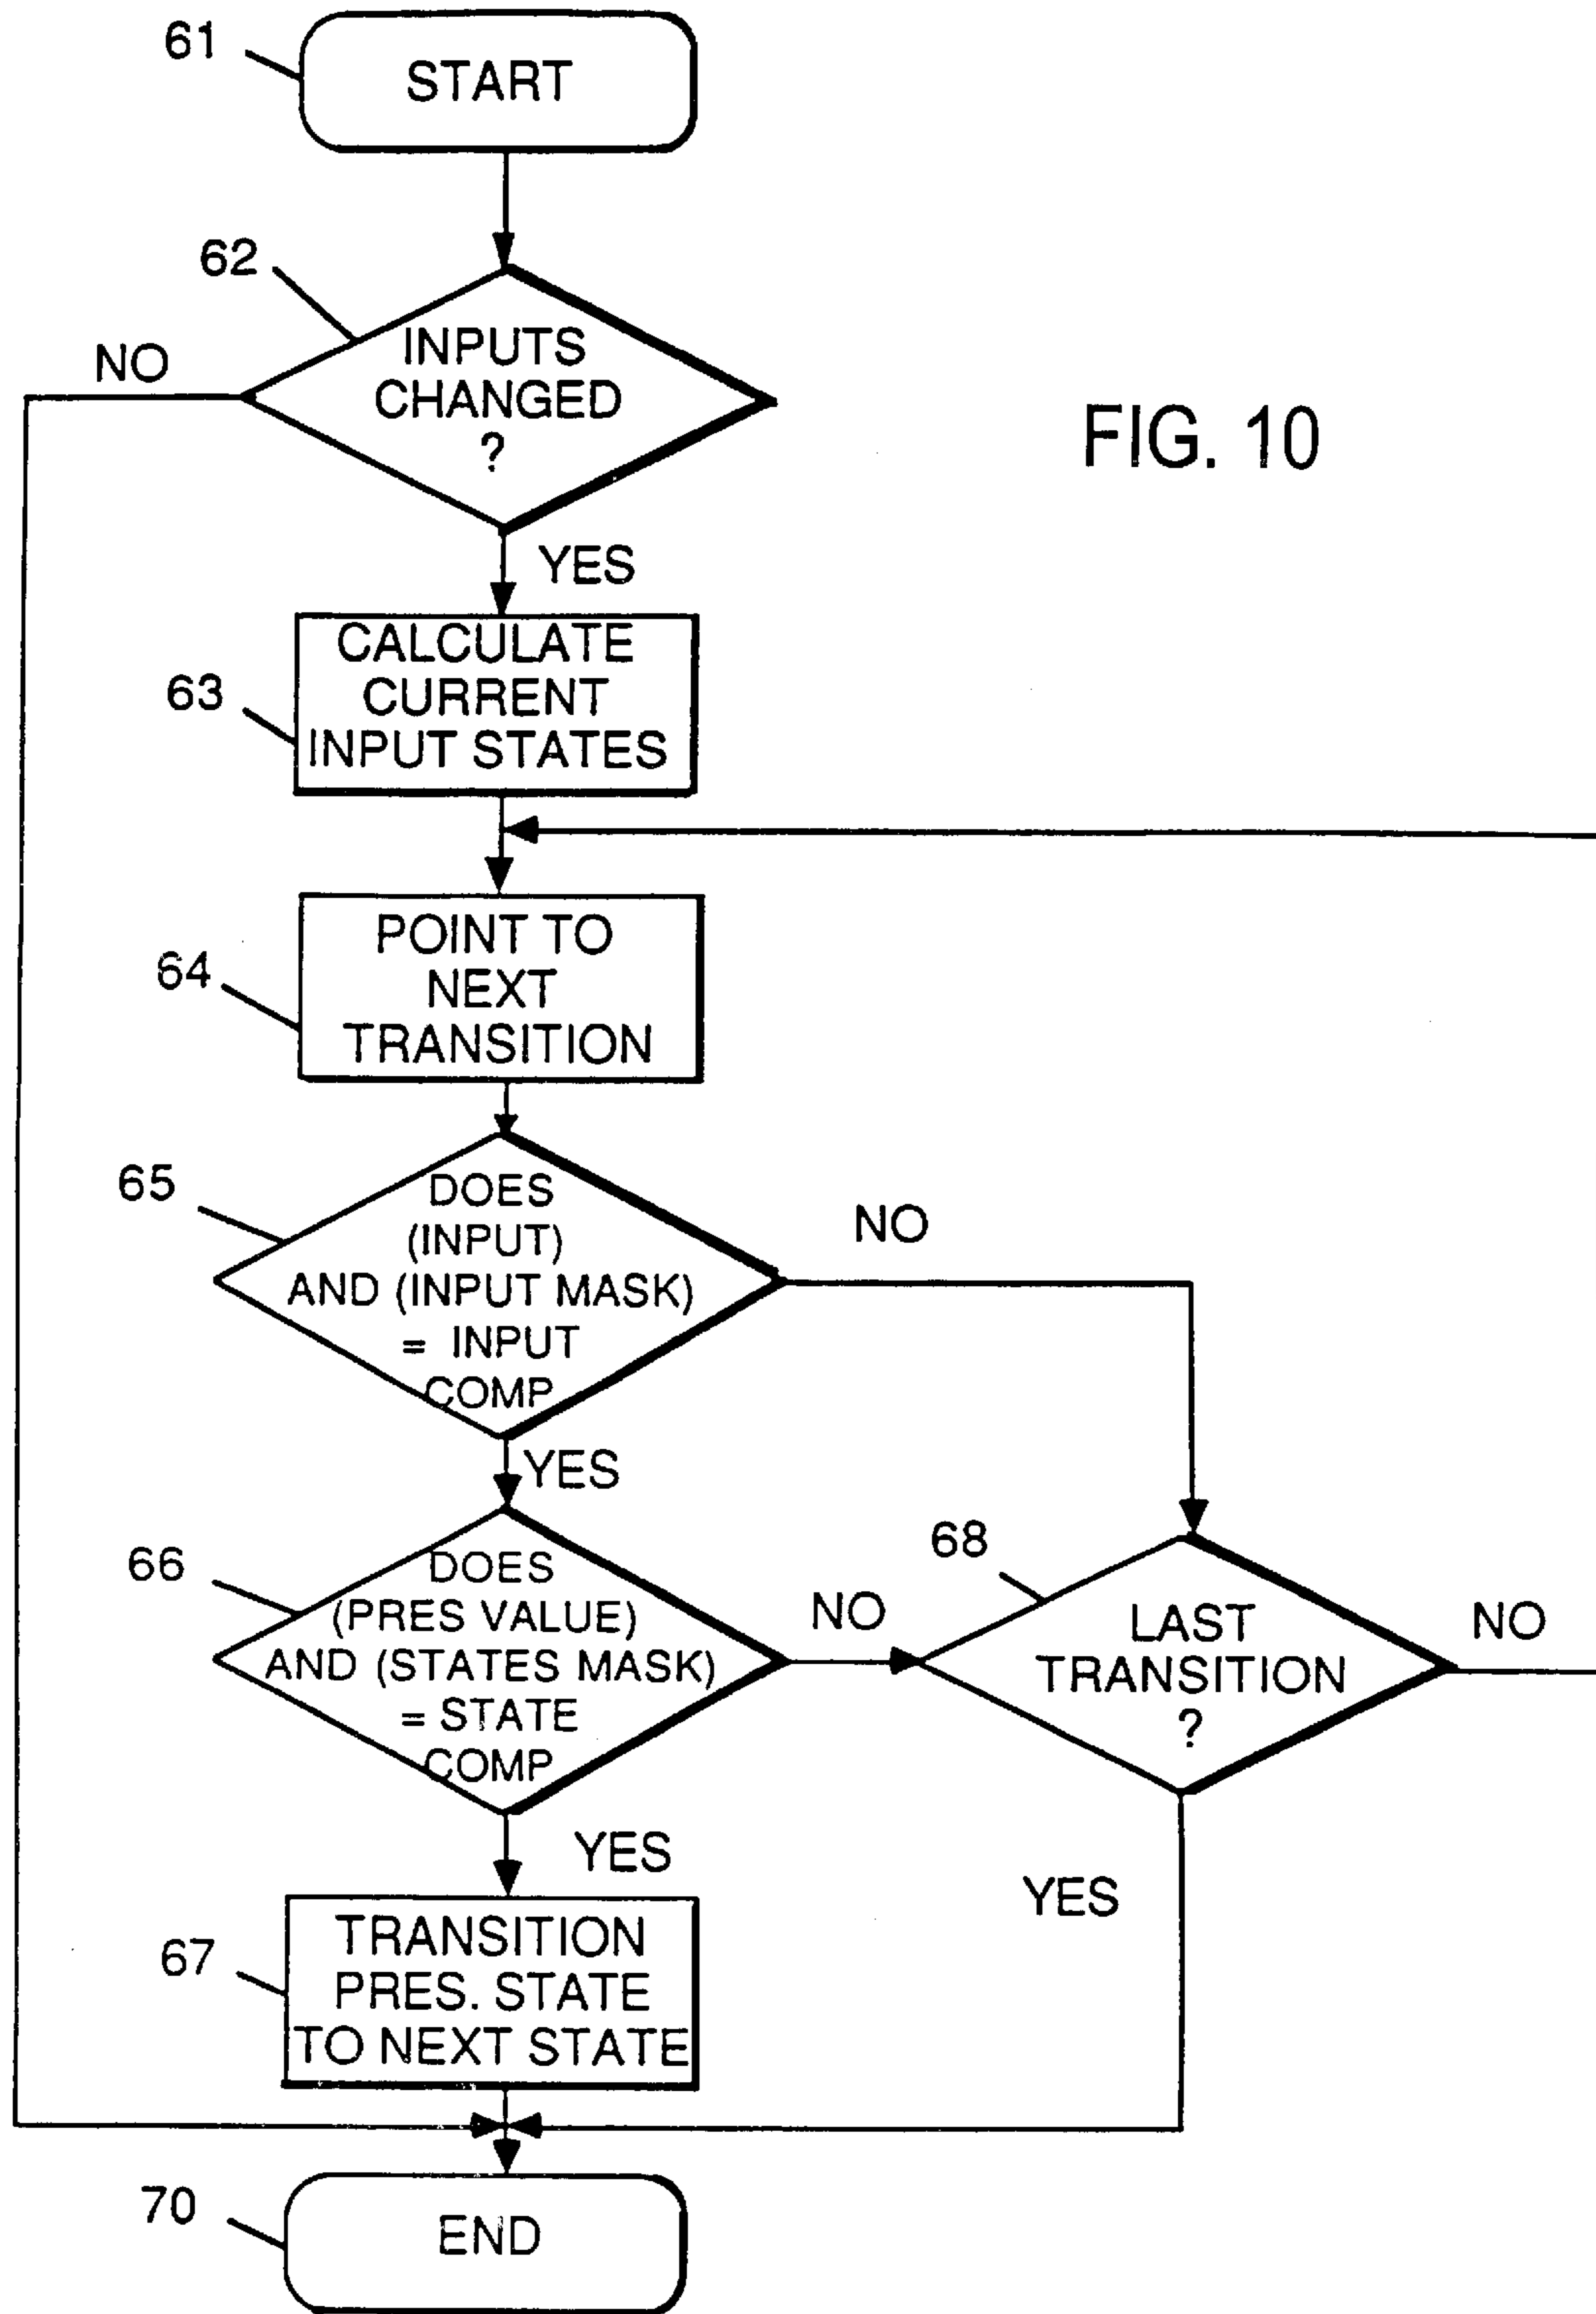 61
START
62
NO
INPUTS
CHANGED
?
FIG. 10
YES
63
CALCULATE
CURRENT
INPUT STATES
64
POINT TO
NEXT
TRANSITION
65
DOES
(INPUT)
AND (INPUT MASK)
= INPUT
COMP
NO
YES
66
DOES
(PRES VALUE)
AND (STATES MASK)
= STATE
COMP
NO
68
LAST
TRANSITION
?
NO
YES
YES
67
TRANSITION
PRES. STATE
TO NEXT STATE
70
END